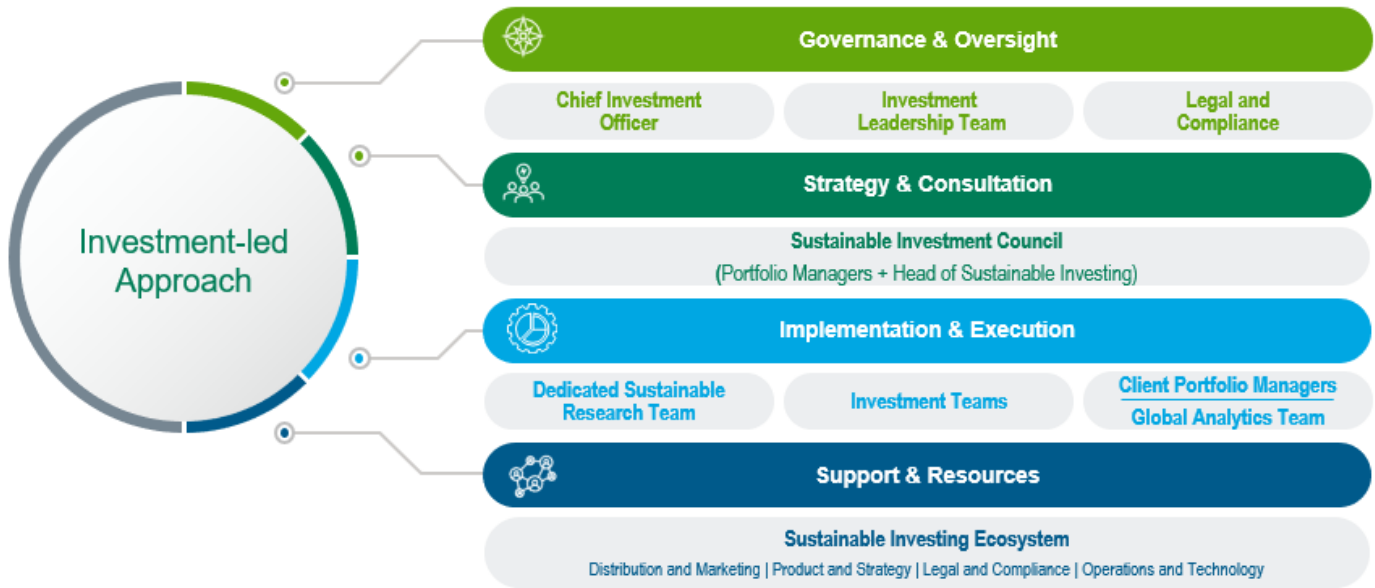 Investment-led
Approach
Governance & Oversight
Chief Investment
Officer
Investment
Leadership Team
Legal and
Compliance
Strategy & Consultation
Sustainable Investment Council
(Portfolio Managers + Head of Sustainable Investing)
Implementation & Execution
Dedicated Sustainable
Research Team
Investment Teams
Client Portfolio Managers
Global Analytics Team
Support & Resources
Sustainable Investing Ecosystem
Distribution and Marketing | Product and Strategy | Legal and Compliance | Operations and Technology